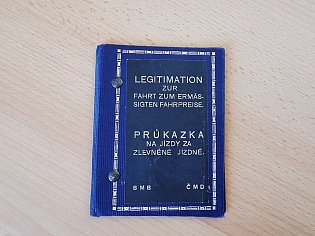 LEGITIMATION
ZUR
FAHRT ZUM ERMÄS-
SIGTEN FAHRPREISE.
PRŮKAZKA
NA JÍZDY ZA
ZLEVNĚNÉ JÍZDNÉ.
SMB ČMD